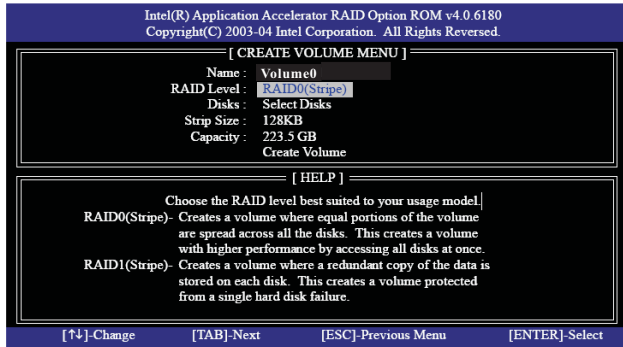 Intel(R) Application Accelerator RAID Option ROM v4.0.6180
Copyright(C) 2003-04 Intel Corporation. All Rights Reversed.
[ CREATE VOLUME MENU ]
Name : Volume0
RAID Level : RAID0(Stripe)
Disks : Select Disks
Strip Size : 128KB
Capacity : 223.5 GB
Create Volume
[ HELP ]
Choose the RAID level best suited to your usage model.
RAID0(Stripe)- Creates a volume where equal portions of the volume
are spread across all the disks. This creates a volume
with higher performance by accessing all disks at once.
RAID1(Stripe)- Creates a volume where a redundant copy of the data is
stored on each disk. This creates a volume protected
from a single hard disk failure.
[↑↓]-Change [TAB]-Next [ESC]-Previous Menu [ENTER]-Select